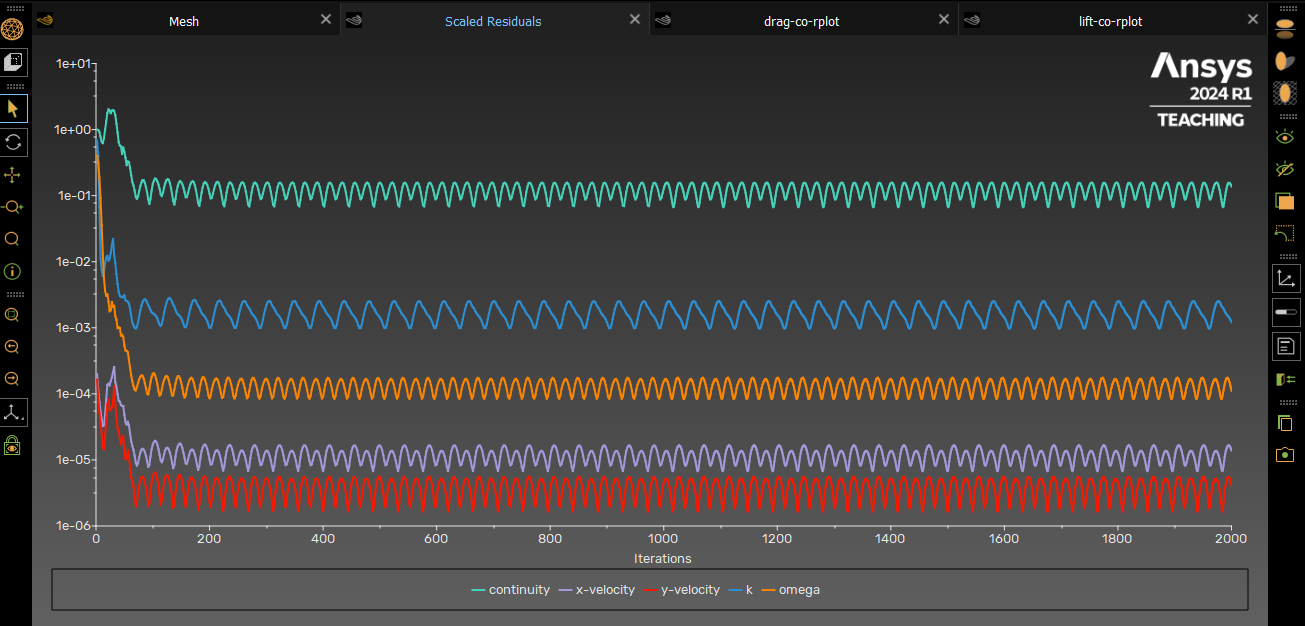 Mesh
Scaled Residuals
drag-co-rplot
lift-co-rplot
Ansys
2024 R1
TEACHING
1e+01
1e+00
1e-01
1e-02
1e-03
1e-04
1e-05
1e-06
0 200 400 600 800 1000 1200 1400 1600 1800 2000
Iterations
continuity x-velocity y-velocity k omega